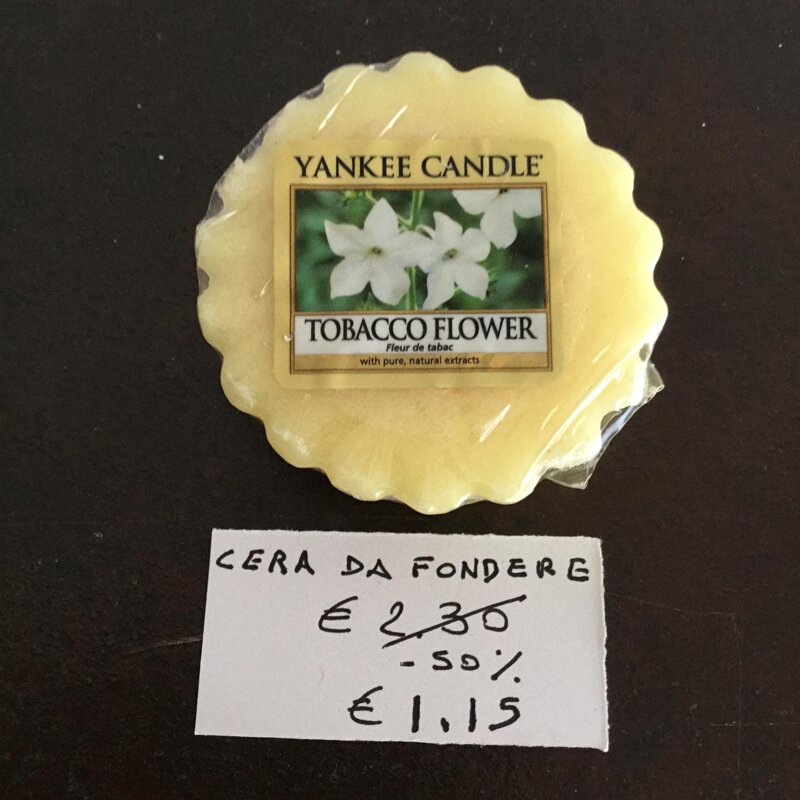 YANKEE CANDLE®
TOBACCO FLOWER
Fleur de tabac
with pure, natural extracts
CERA DA FONDERE
€ 2.30
-50%
€ 1.15